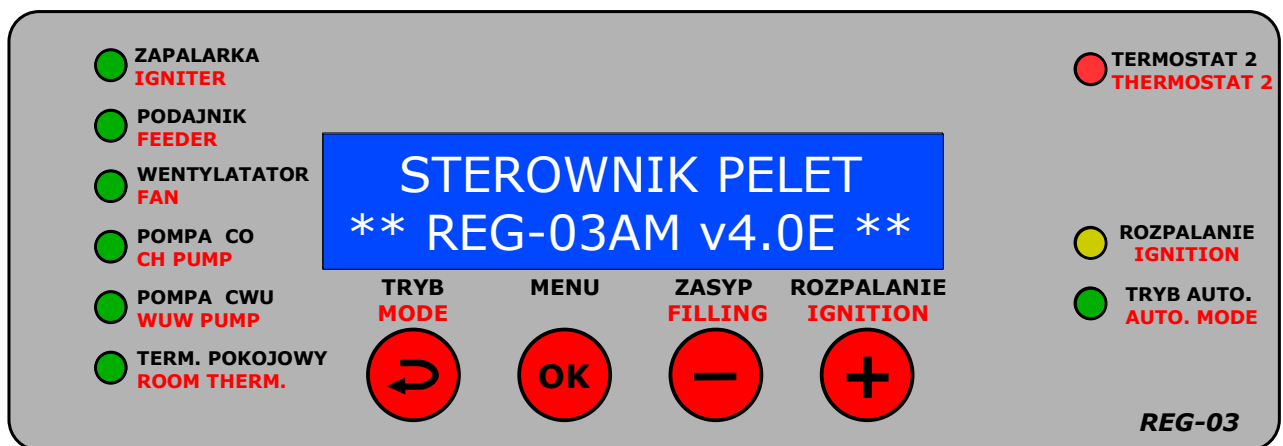 ZAPALARKA
IGNITER
PODAJNIK
FEEDER
WENTYLATATOR
FAN
POMPA CO
CH PUMP
POMPA CWU
WUW PUMP
TERM. POKOJOWY
ROOM THERM.
STEROWNIK PELET
** REG-03AM v4.0E **
TRYB
MODE
MENU
ZASYP
FILLING
ROZPALANIE
IGNITION
OK
−
+
TERMOSTAT 2
THERMOSTAT 2
ROZPALANIE
IGNITION
TRYB AUTO.
AUTO. MODE
REG-03